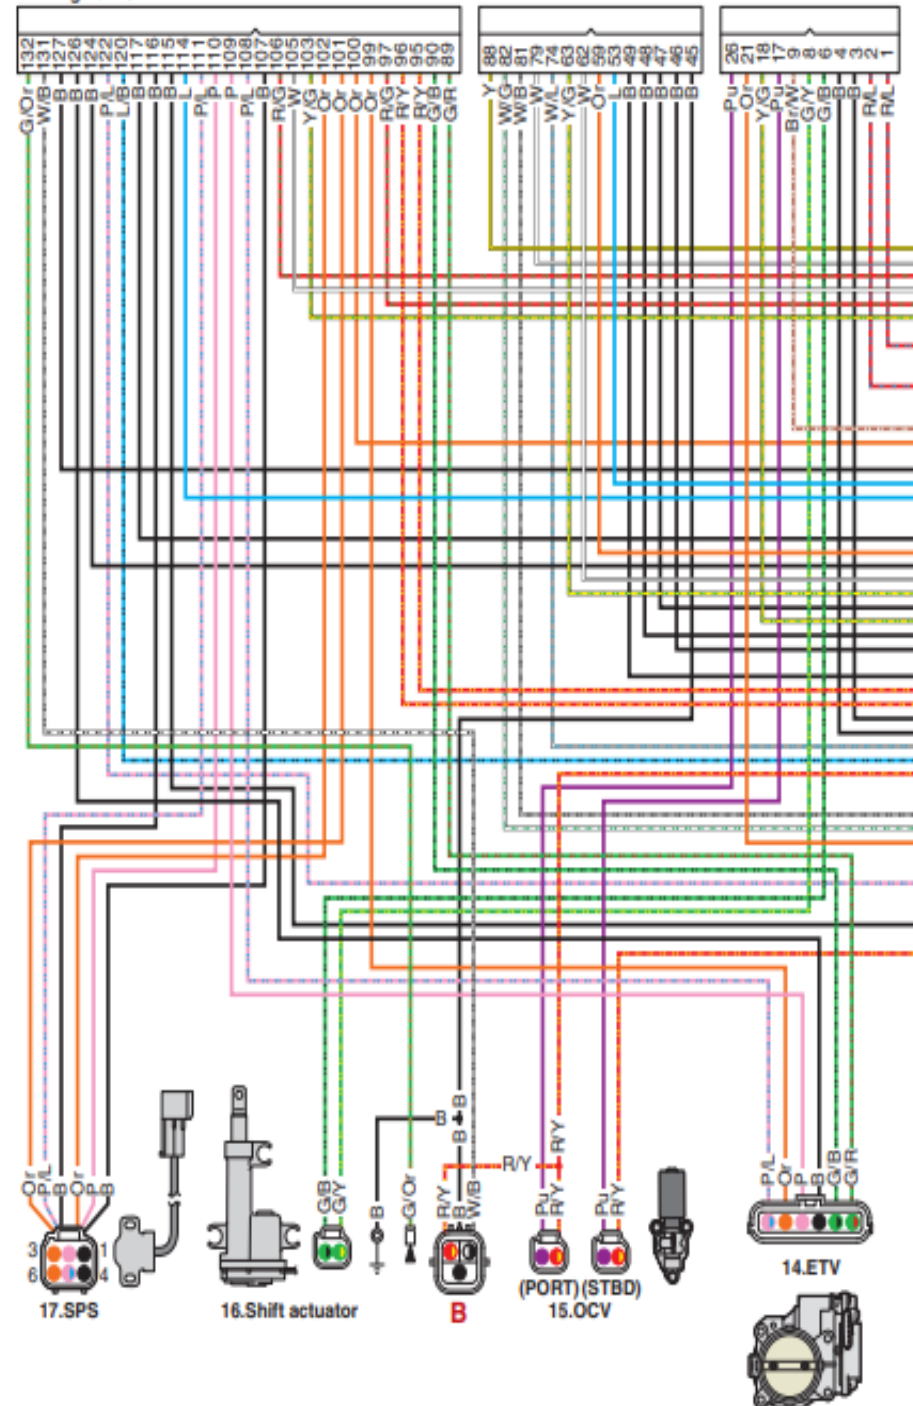 132 131 127 126 124 122 120 117 116 115 114 111 110 109 108 107 106 105 103 102 101 100 99 97 96 95 90 89 88 82 81 79 74 63 62 59 53 49 48 47 46 45 26 21 18 17 9 8 6 4 3 2 1
G/Or W/B B B B P/L L/B B B B L P/L P P P/L B R/G W Y/G Or Or Or Or R/G R/Y R/Y G/B G/R Y W/G W/B W W/L Y/G W Or L B B B B B Pu Or Y/G Pu Br/W G/Y G/B B B R/L R/L
B
B B
R/Y
R/Y
Or P/L B Or P B G/B G/Y B G/Or R/Y B W/B Pu R/Y Pu R/Y P/L Or P B G/B G/R
3 1
6 4
17.SPS
16.Shift actuator
B
(PORT) (STBD)
15.OCV
14.ETV